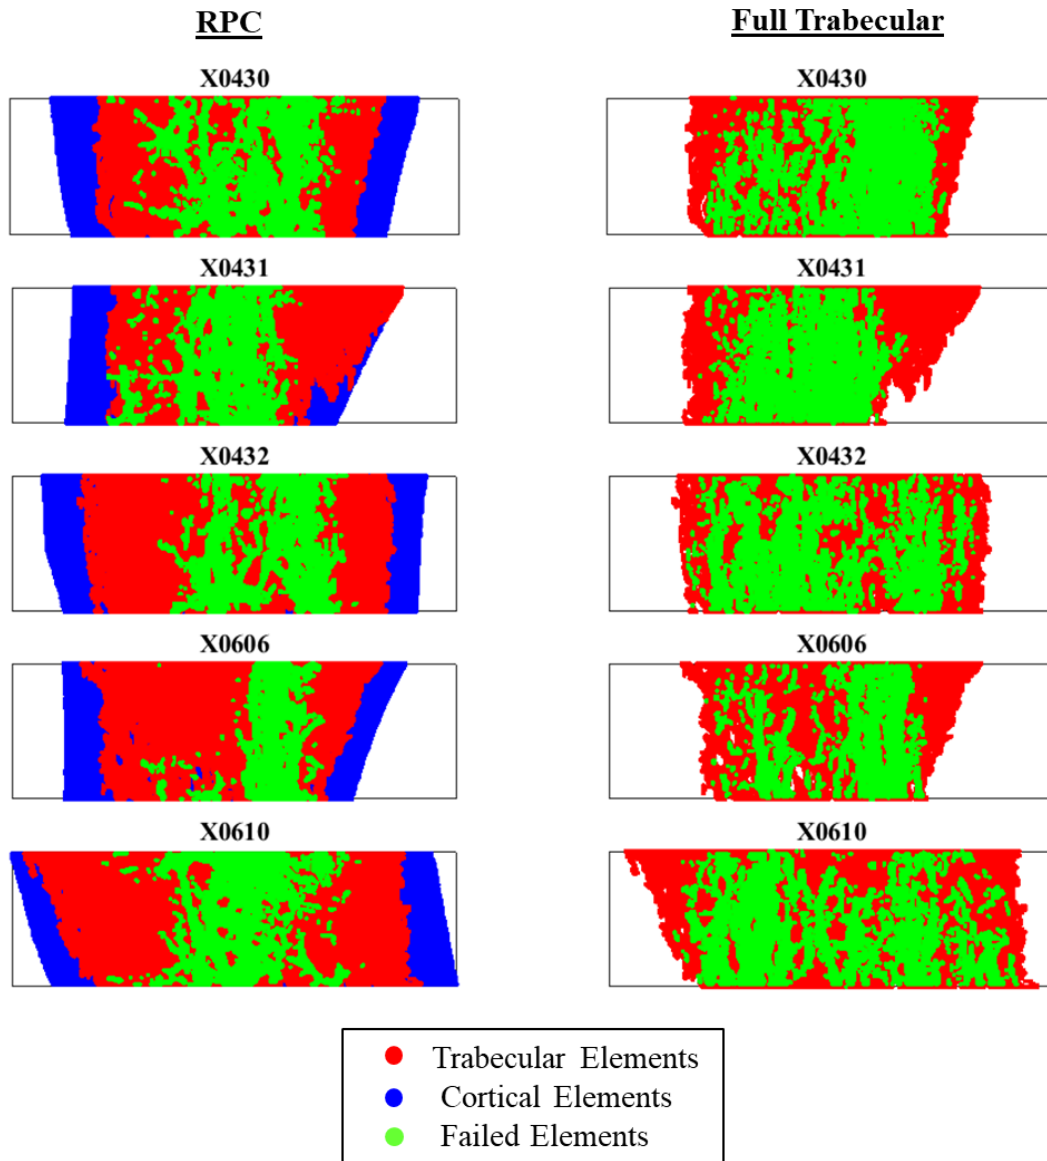 RPC Full Trabecular
X0430 X0430
X0431 X0431
X0432 X0432
X0606 X0606
X0610 X0610
Trabecular Elements
Cortical Elements
Failed Elements